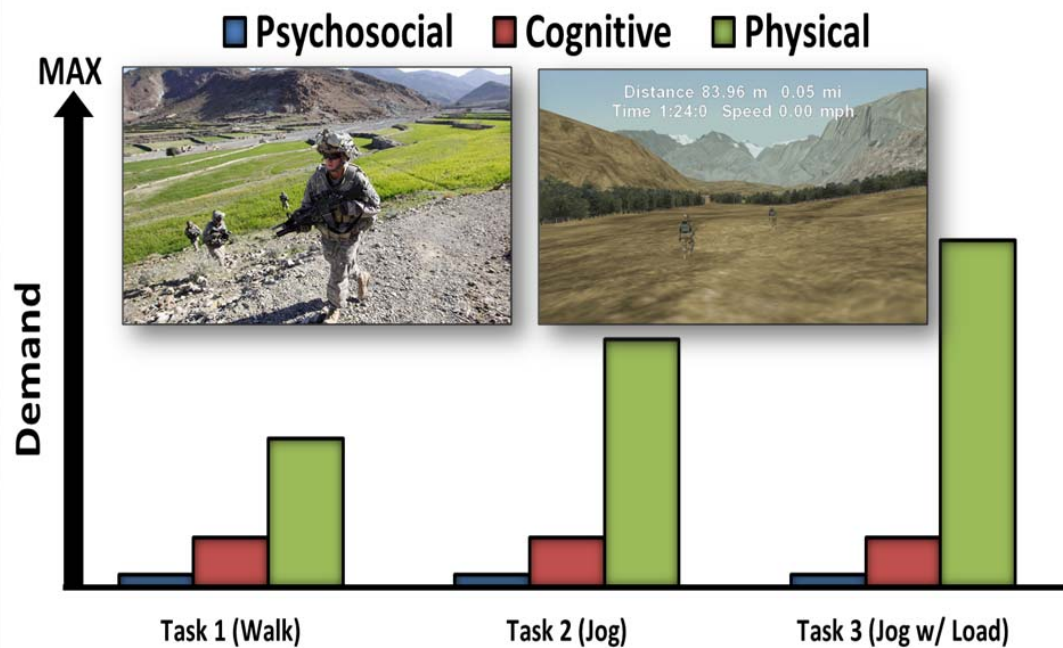 Psychosocial Cognitive Physical
MAX
Distance 83.96 m 0.05 mi
Time 1:24:0 Speed 0.00 mph
Demand
Task 1 (Walk) Task 2 (Jog) Task 3 (Jog w/ Load)